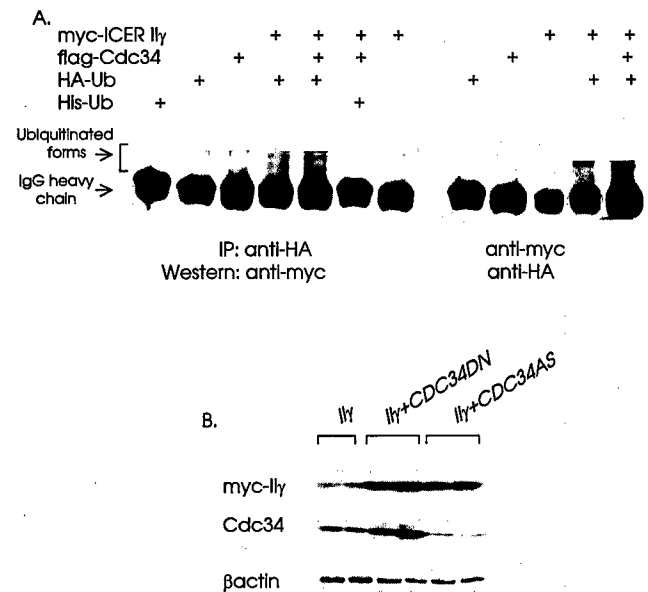 A.
myc-ICER IIγ + + + + + + +
flag-Cdc34 + + + + +
HA-Ub + + + + + +
His-Ub + +
Ubiquitinated
forms →
IgG heavy →
chain
IP: anti-HA anti-myc
Western: anti-myc anti-HA
B.
IIγ IIγ+CDC34DN IIγ+CDC34AS
myc-IIγ
Cdc34
βactin